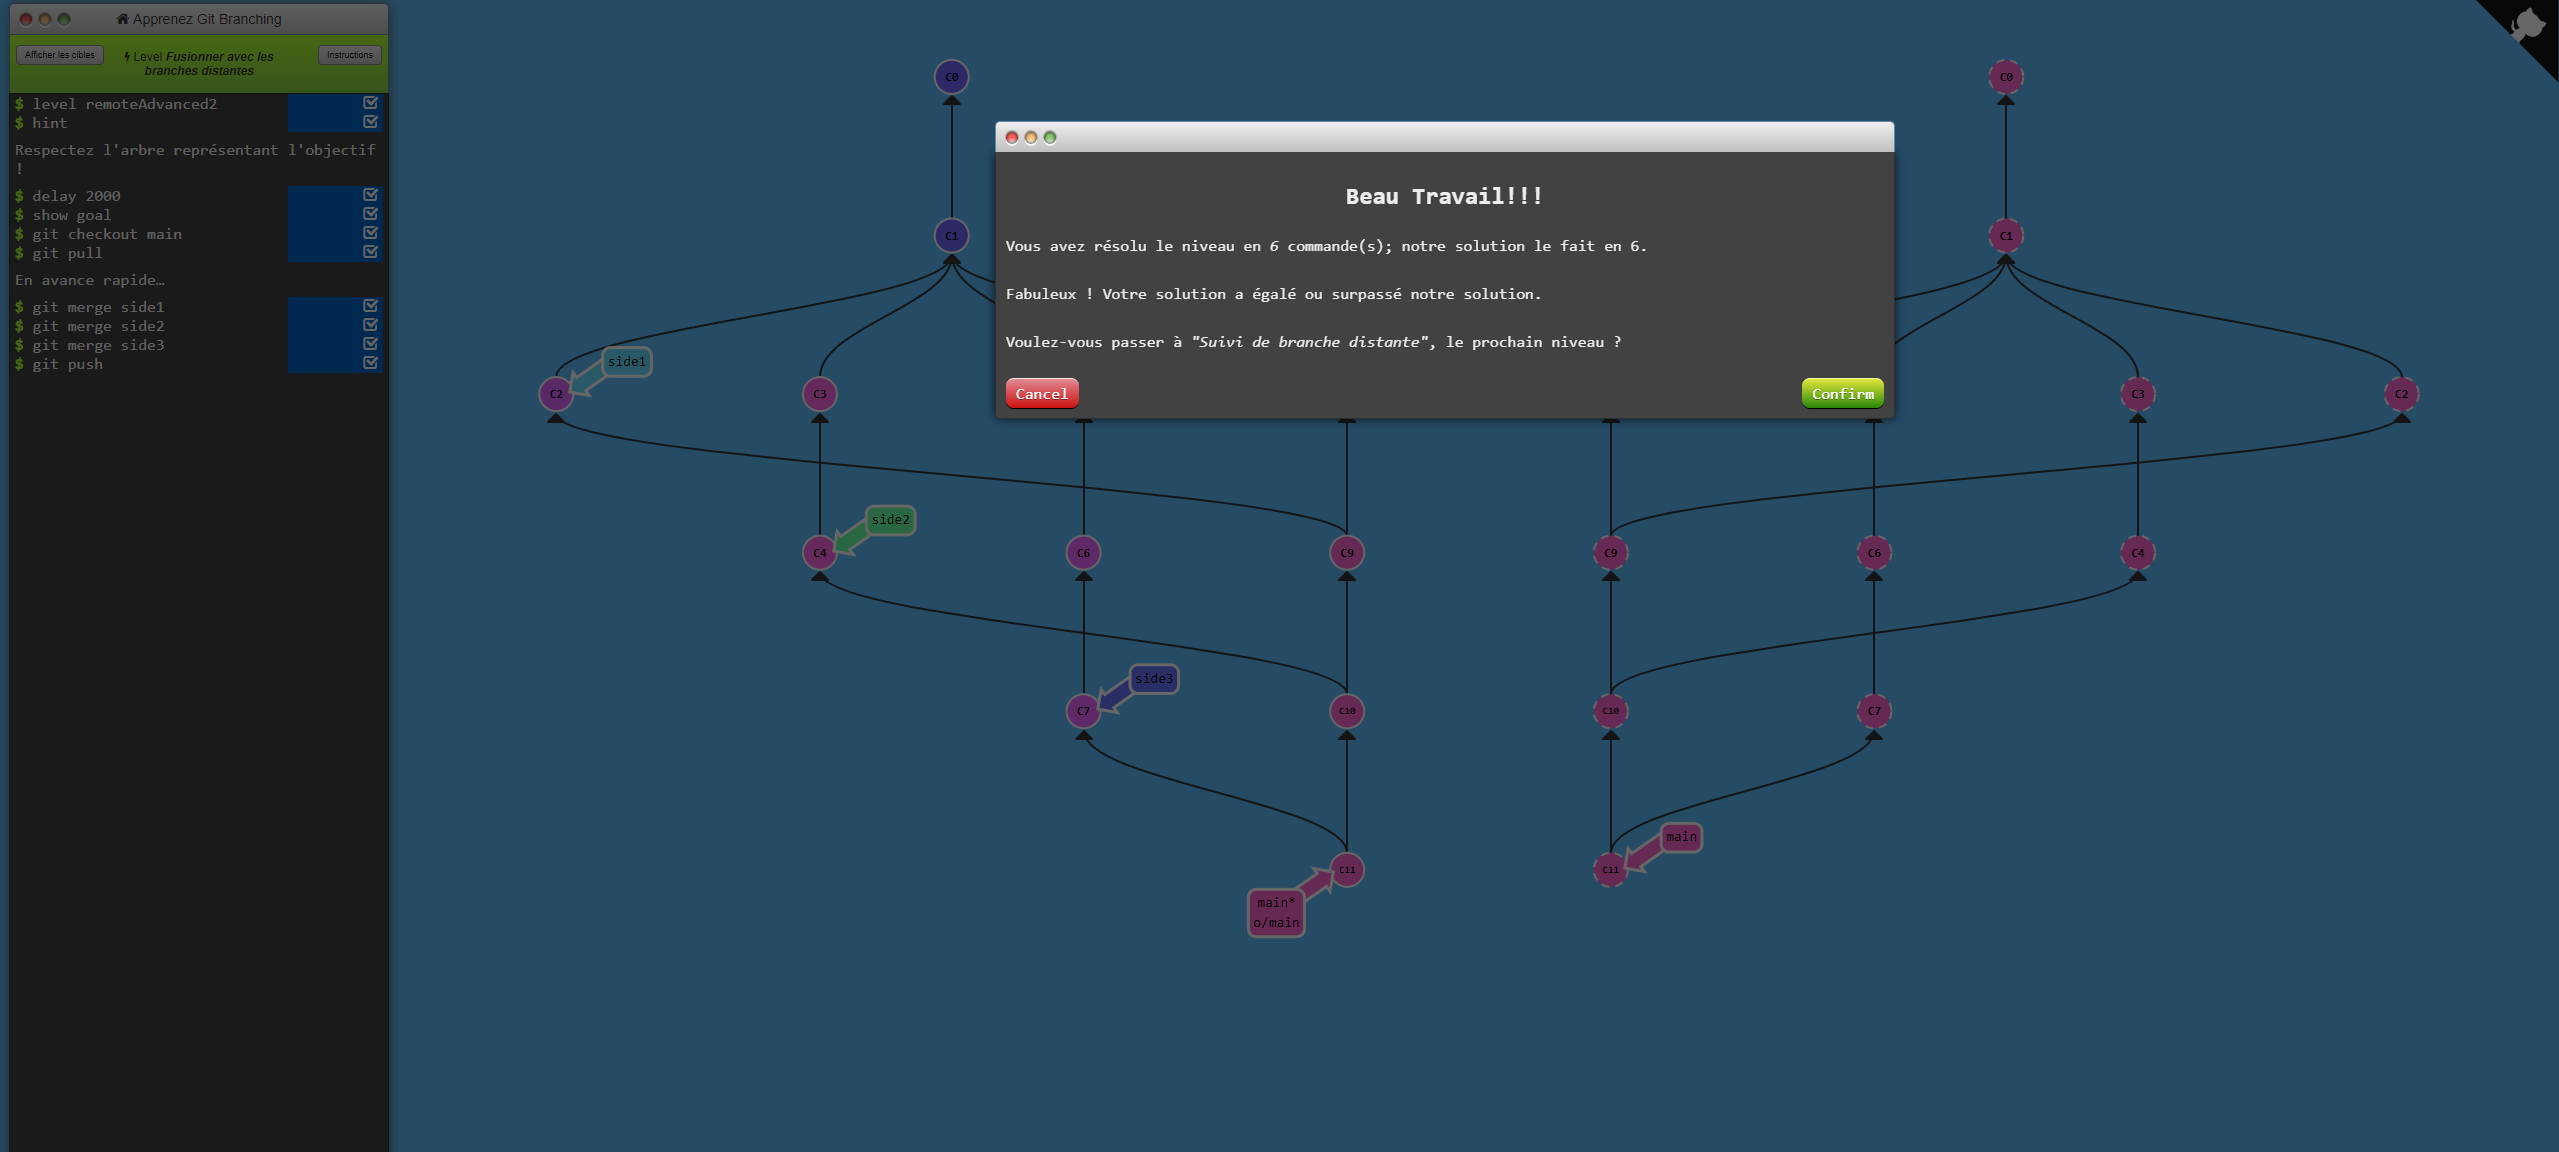 Apprenez Git Branching
Afficher les cibles
Level Fusionner avec les
branches distantes
Instructions
$ level remoteAdvanced2
$ hint
Respectez l'arbre représentant l'objectif
!
$ delay 2000
$ show goal
$ git checkout main
$ git pull
En avance rapide…
$ git merge side1
$ git merge side2
$ git merge side3
$ git push
C0
C0
C1
C1
Beau Travail!!!
Vous avez résolu le niveau en 6 commande(s); notre solution le fait en 6.
Fabuleux ! Votre solution a égalé ou surpassé notre solution.
Voulez-vous passer à "Suivi de branche distante", le prochain niveau ?
Cancel
Confirm
side1
C2
C3
C3
C2
side2
C4
C6
C9
C9
C6
C4
side3
C7
C10
C10
C7
main
C11
C11
main*
o/main